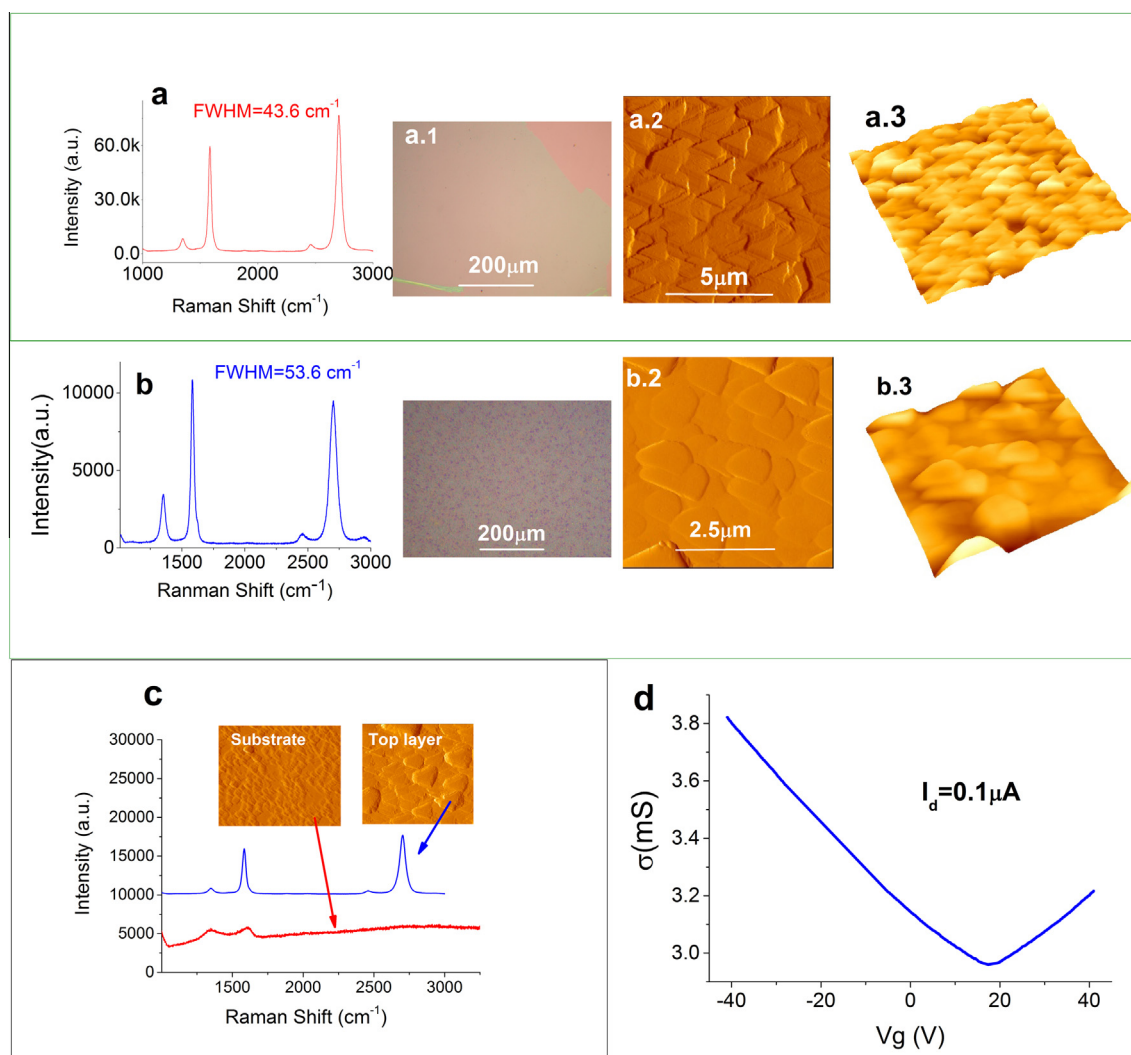 a
FWHM=43.6 cm⁻¹
60.0k
30.0k
0.0
Intensity (a.u.)
1000
2000
3000
Raman Shift (cm⁻¹)
a.1
200μm
a.2
5μm
a.3
b
FWHM=53.6 cm⁻¹
10000
5000
0
Intensity(a.u.)
1500
2000
2500
3000
Ranman Shift (cm⁻¹)
200μm
b.2
2.5μm
b.3
c
30000
25000
20000
15000
10000
5000
0
Intensity (a.u.)
Substrate
Top layer
1500
2000
2500
3000
Raman Shift (cm⁻¹)
d
3.8
3.6
3.4
3.2
3.0
σ(mS)
I_d=0.1μA
-40
-20
0
20
40
Vg (V)